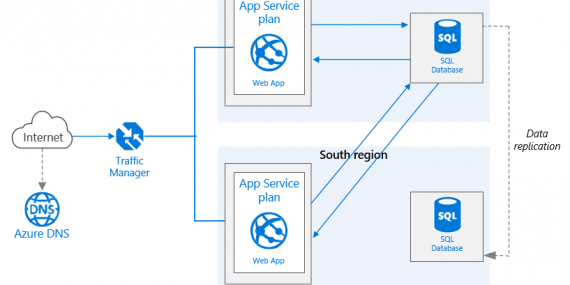 App Service
plan
Web App
SQL
SQL
Database
Internet
Traffic
Manager
Data
replication
South region
App Service
plan
Web App
DNS
Azure DNS
SQL
SQL
Database